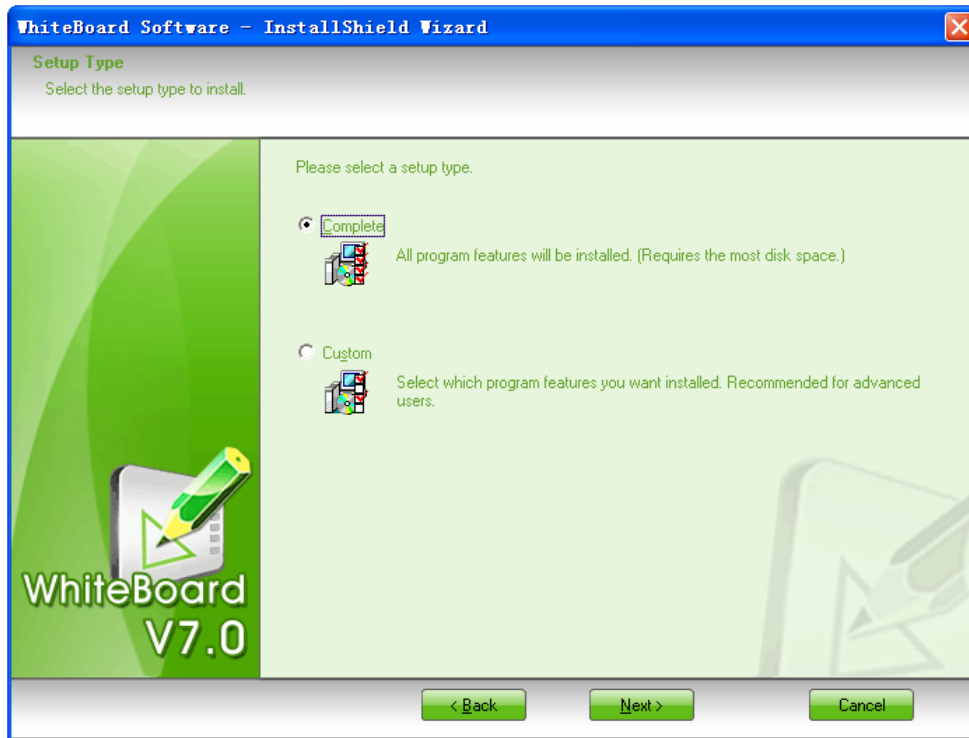 WhiteBoard Software - InstallShield Wizard
Setup Type
Select the setup type to install.
Please select a setup type.
Complete
All program features will be installed. (Requires the most disk space.)
Custom
Select which program features you want installed. Recommended for advanced
users.
WhiteBoard
V7.0
< Back
Next >
Cancel